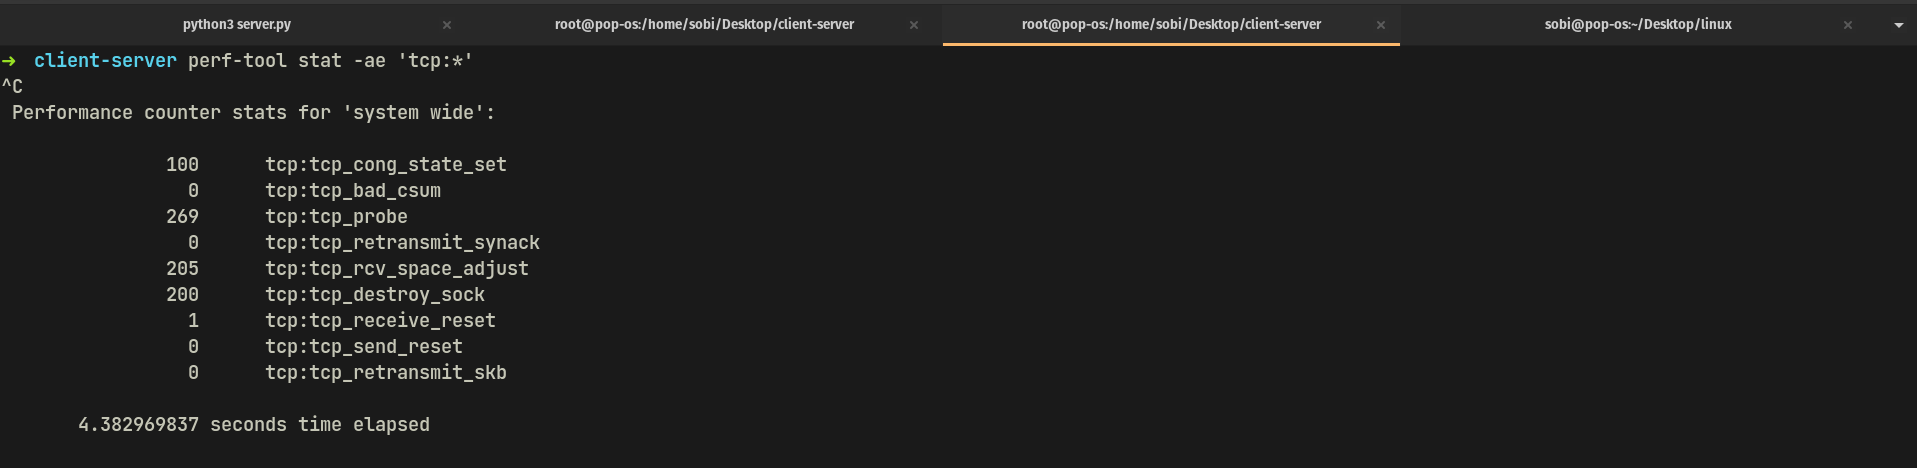 python3 server.py × root@pop-os:/home/sobi/Desktop/client-server × root@pop-os:/home/sobi/Desktop/client-server × sobi@pop-os:~/Desktop/linux ×
➜ client-server perf-tool stat -ae 'tcp:*'
^C
Performance counter stats for 'system wide':
100 tcp:tcp_cong_state_set
0 tcp:tcp_bad_csum
269 tcp:tcp_probe
0 tcp:tcp_retransmit_synack
205 tcp:tcp_rcv_space_adjust
200 tcp:tcp_destroy_sock
1 tcp:tcp_receive_reset
0 tcp:tcp_send_reset
0 tcp:tcp_retransmit_skb
4.382969837 seconds time elapsed